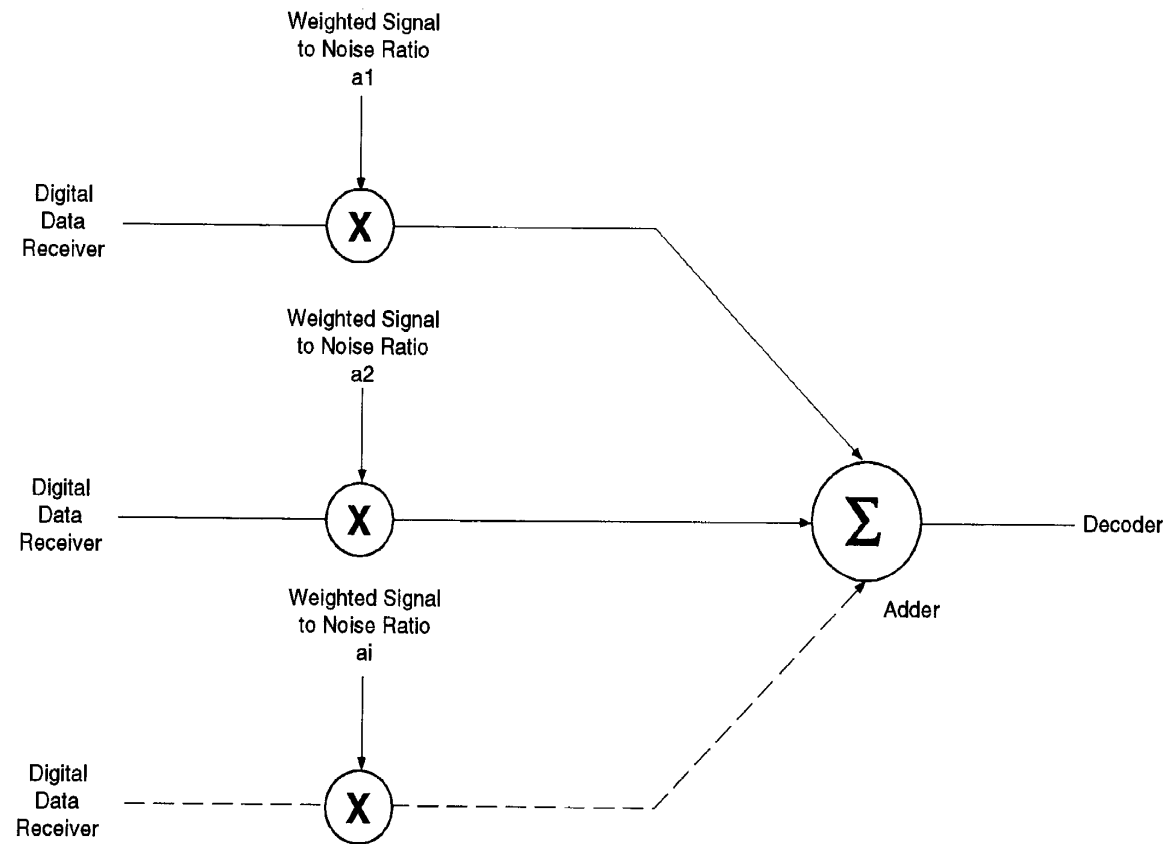 Weighted Signal
to Noise Ratio
a1
Digital
Data
Receiver
X
Weighted Signal
to Noise Ratio
a2
Digital
Data
Receiver
X
Σ
Decoder
Adder
Weighted Signal
to Noise Ratio
ai
Digital
Data
Receiver
X